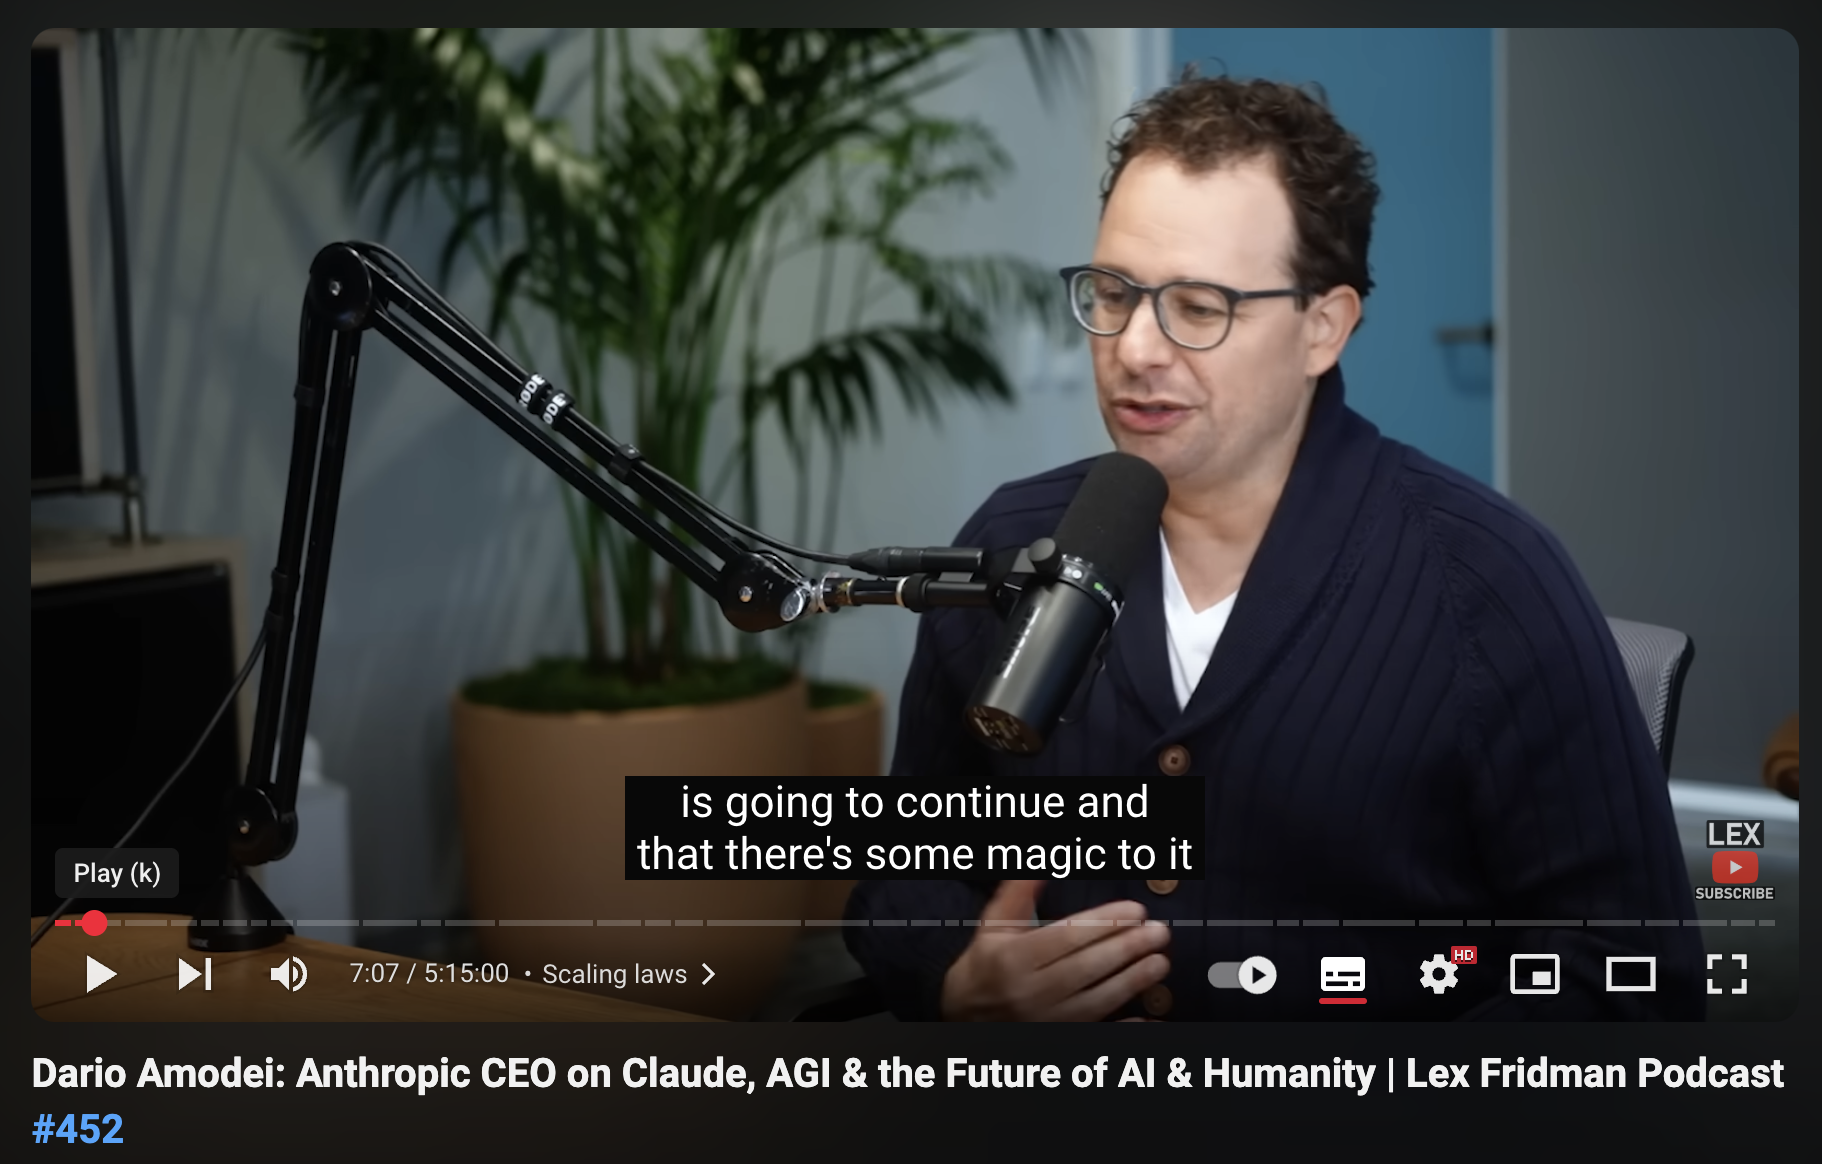 RODE
RODE
is going to continue and
that there's some magic to it
LEX
SUBSCRIBE
Play (k)
7:07 / 5:15:00 • Scaling laws
HD
Dario Amodei: Anthropic CEO on Claude, AGI & the Future of AI & Humanity | Lex Fridman Podcast
#452